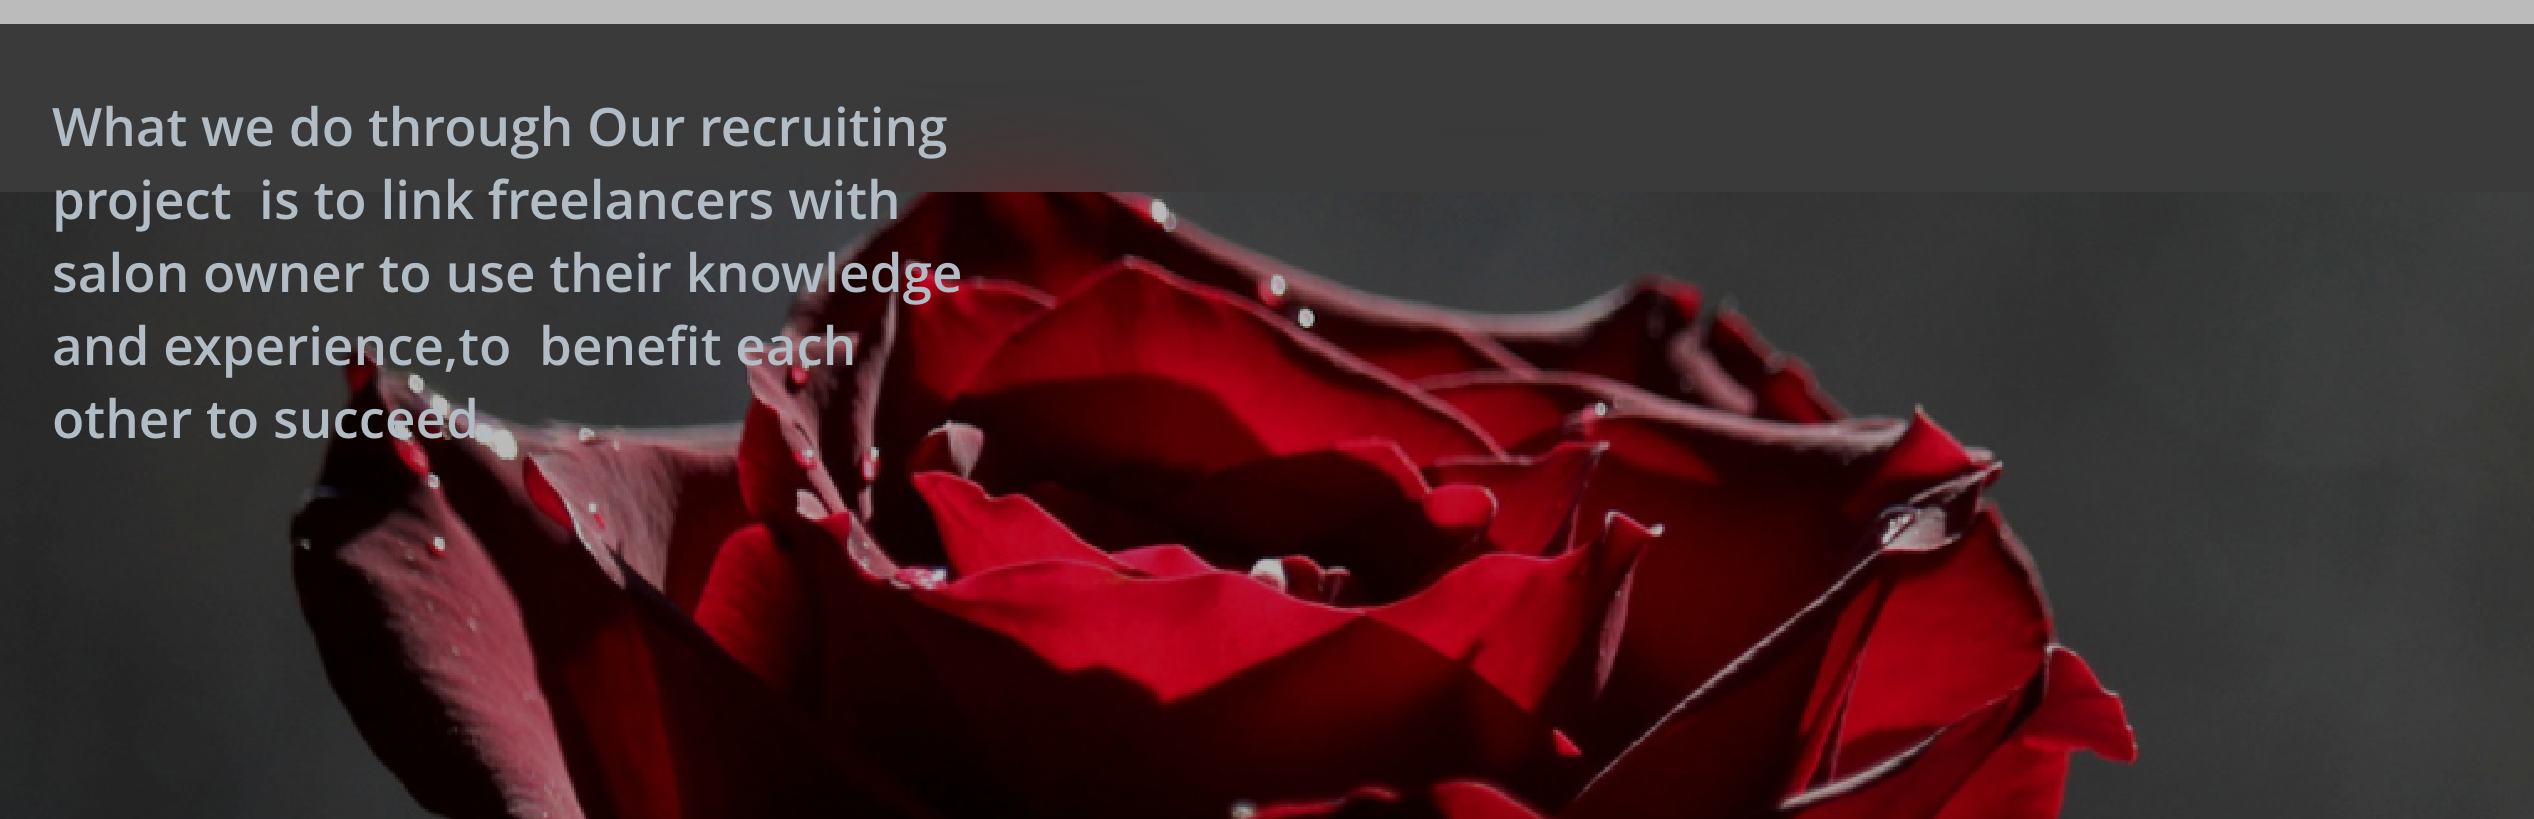 What we do through Our recruiting
project  is to link freelancers with
salon owner to use their knowledge
and experience,to  benefit each
other to succeed.